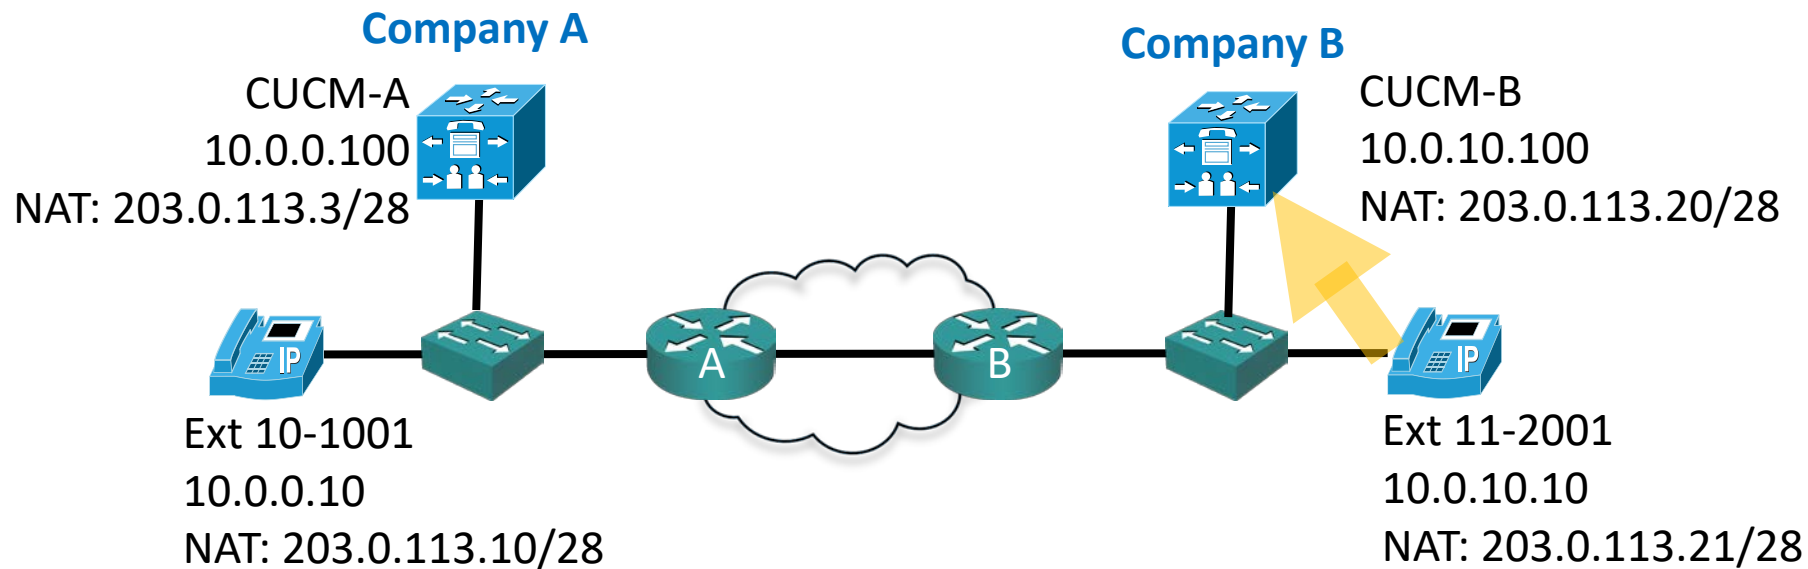 Company A
CUCM-A
10.0.0.100
NAT: 203.0.113.3/28
Company B
CUCM-B
10.0.10.100
NAT: 203.0.113.20/28
IP
A
B
IP
Ext 10-1001
10.0.0.10
NAT: 203.0.113.10/28
Ext 11-2001
10.0.10.10
NAT: 203.0.113.21/28